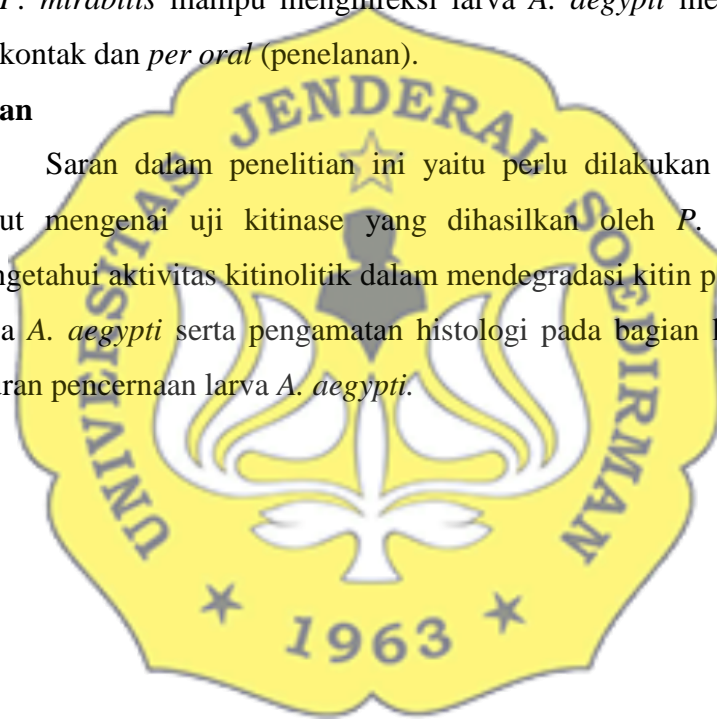 P. mirabilis mampu menginfeksi larva A. aegypti me
kontak dan per oral (penelanan).
an
Saran dalam penelitian ini yaitu perlu dilakukan
ut mengenai uji kitinase yang dihasilkan oleh P.
ngetahui aktivitas kitinolitik dalam mendegradasi kitin p
a A. aegypti serta pengamatan histologi pada bagian
uran pencernaan larva A. aegypti.
UNIVERSITAS JENDERAL SOEDIRMAN
★ 1963 ★